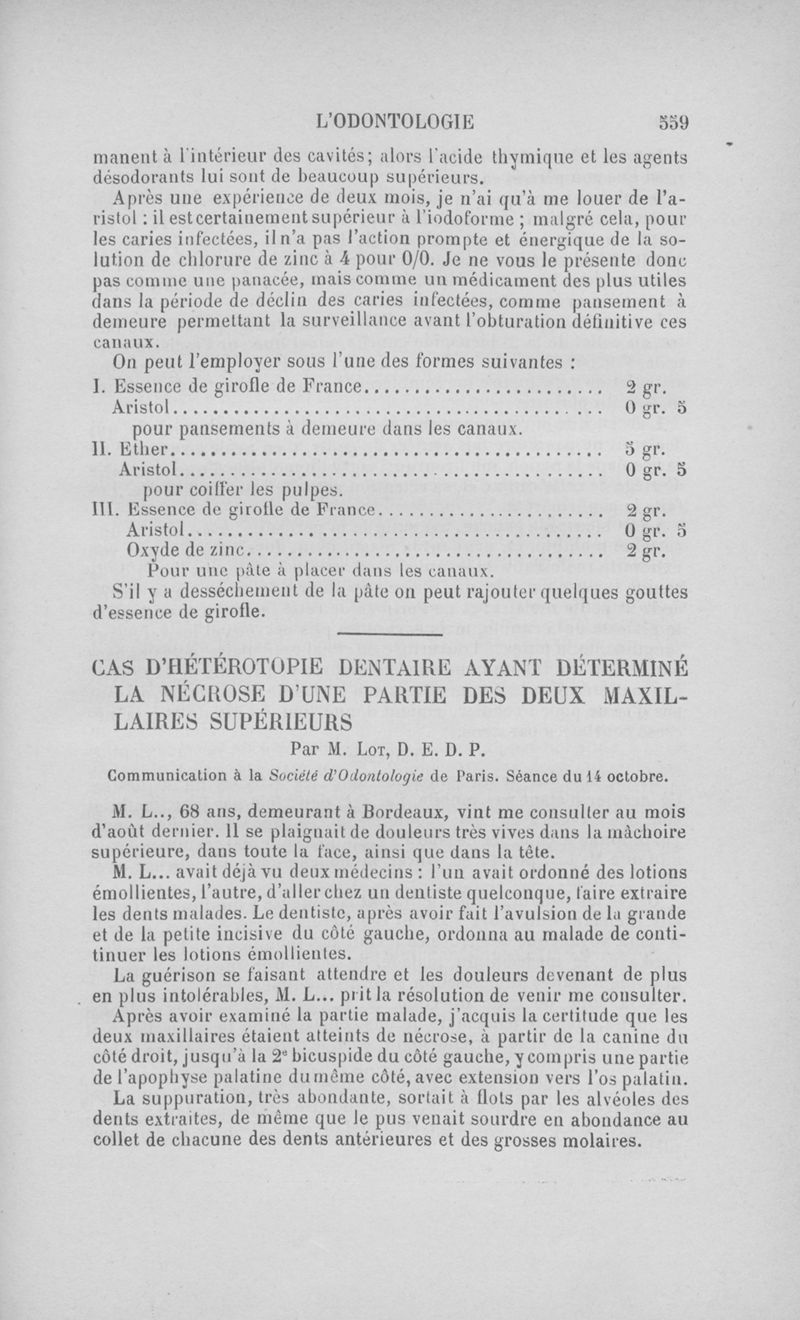 L'ODONTOLOGIE 559
manent à l'intérieur des cavités; alors l'acide thymique et les agents
désodorants lui sont de beaucoup supérieurs.
Après une expérience de deux mois, je n'ai qu'à me louer de l'a-
ristol : il est certainement supérieur à l'iodoforme ; malgré cela, pour
les caries infectées, il n'a pas l'action prompte et énergique de la so-
lution de chlorure de zinc à 4 pour 0/0. Je ne vous le présente donc
pas comme une panacée, mais comme un médicament des plus utiles
dans la période de déclin des caries infectées, comme pansement à
demeure permettant la surveillance avant l'obturation définitive ces
canaux.
On peut l'employer sous l'une des formes suivantes :
I. Essence de girofle de France........................ 2 gr.
Aristol........................................... 0 gr. 5
pour pansements à demeure dans les canaux.
II. Ether........................................... 5 gr.
Aristol.......................................... 0 gr. 5
pour coiffer les pulpes.
III. Essence de girofle de France....................... 2 gr.
Aristol.......................................... 0 gr. 5
Oxyde de zinc.................................... 2 gr.
Pour une pâte à placer dans les canaux.
S'il y a desséchement de la pâte on peut rajouter quelques gouttes
d'essence de girofle.
CAS D'HÉTÉROTOPIE DENTAIRE AYANT DÉTERMINÉ
LA NÉCROSE D'UNE PARTIE DES DEUX MAXIL-
LAIRES SUPÉRIEURS
Par M. LOT, D. E. D. P.
Communication à la Société d'Odontologie de Paris. Séance du 14 octobre.
M. L.., 68 ans, demeurant à Bordeaux, vint me consulter au mois
d'août dernier. Il se plaignait de douleurs très vives dans la mâchoire
supérieure, dans toute la face, ainsi que dans la tête.
M. L... avait déjà vu deux médecins : l'un avait ordonné des lotions
émollientes, l'autre, d'aller chez un dentiste quelconque, faire extraire
les dents malades. Le dentiste, après avoir fait l'avulsion de la grande
et de la petite incisive du côté gauche, ordonna au malade de conti-
tinuer les lotions émollientes.
La guérison se faisant attendre et les douleurs devenant de plus
en plus intolérables, M. L... prit la résolution de venir me consulter.
Après avoir examiné la partie malade, j'acquis la certitude que les
deux maxillaires étaient atteints de nécrose, à partir de la canine du
côté droit, jusqu'à la 2e bicuspide du côté gauche, y compris une partie
de l'apophyse palatine du même côté, avec extension vers l'os palatin.
La suppuration, très abondante, sortait à flots par les alvéoles des
dents extraites, de même que le pus venait sourdre en abondance au
collet de chacune des dents antérieures et des grosses molaires.